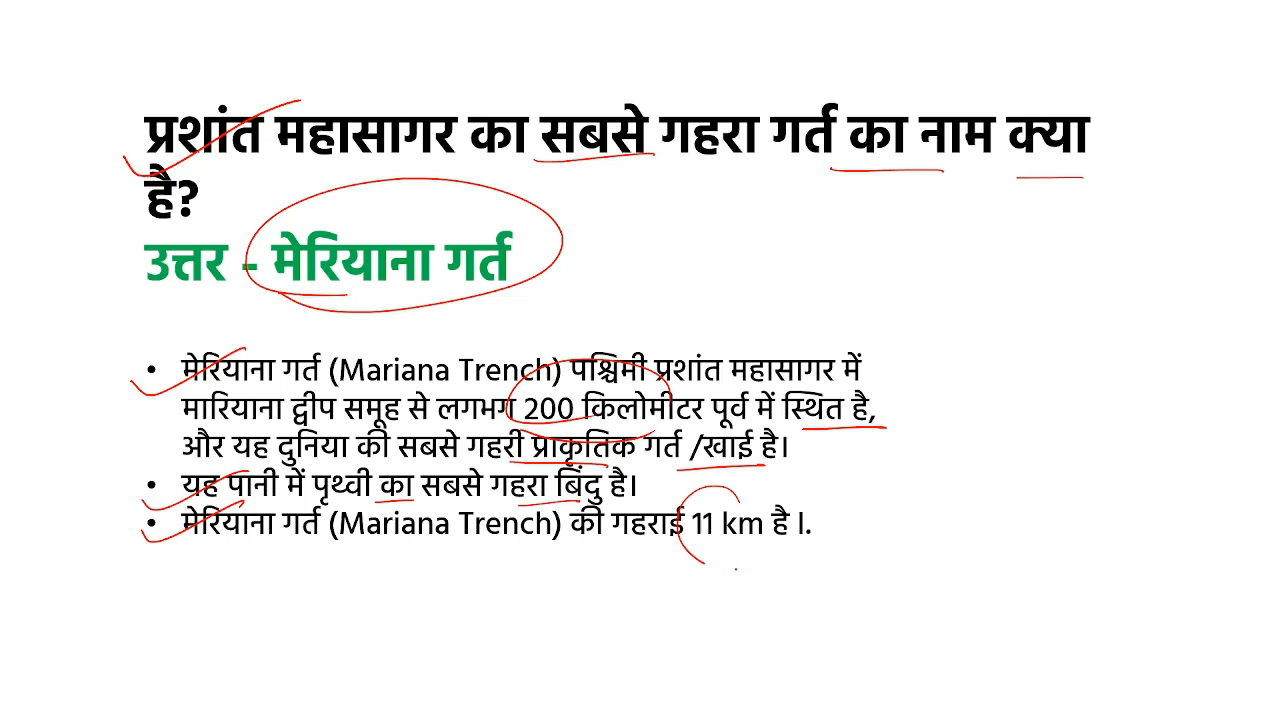 प्रशांत महासागर का सबसे गहरा गर्त का नाम क्या
है?
उत्तर - मेरियाना गर्त
• मेरियाना गर्त (Mariana Trench) पश्चिमी प्रशांत महासागर में
मारियाना द्वीप समूह से लगभग 200 किलोमीटर पूर्व में स्थित है,
और यह दुनिया की सबसे गहरी प्राकृतिक गर्त /खाई है।
• यह पानी में पृथ्वी का सबसे गहरा बिंदु है।
• मेरियाना गर्त (Mariana Trench) की गहराई 11 km है l.